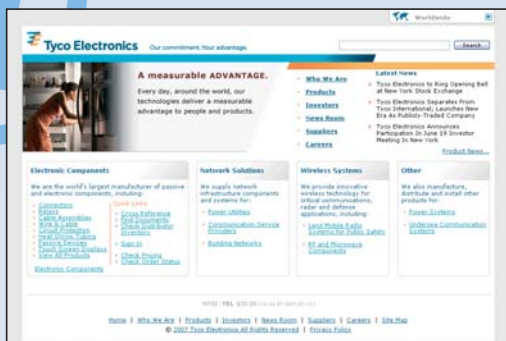 Worldwide
Tyco Electronics
Our commitment. Your advantage.
Search
A measurable ADVANTAGE.
Every day, around the world, our
technologies deliver a measurable
advantage to people and products.
Who We Are
Products
Investors
News Room
Suppliers
Careers
Latest News
Tyco Electronics to Ring Opening Bell
at New York Stock Exchange
Tyco Electronics Separates From
Tyco International; Launches New
Era As Publicly-Traded Company
Tyco Electronics Announces
Participation In June 19 Investor
Meeting In New York
Product News...
Electronic Components
We are the world's largest manufacturer of passive
and electronic components, including:
Connectors
Relays
Cable Assemblies
Wire & Cable
Circuit Protection
Heat Shrink Tubing
Passive Devices
Touch Screen Displays
View All Products
Electronic Components
Quick Links
Cross Reference
Find Documents
Check Distributor
Inventory
Sign In
Check Pricing
Check Order Status
Network Solutions
We supply network
infrastructure components
and systems for:
Power Utilities
Communication Service
Providers
Building Networks
Wireless Systems
We provide innovative
wireless technology for
critical communications,
radar and defense
applications, including:
Land Mobile Radio
Systems for Public Safety
RF and Microwave
Components
Other
We also manufacture,
distribute and install other
products for:
Power Systems
Undersea Communication
Systems
NYSE: TEL
Home | Who We Are | Products | Investors | News Room | Suppliers | Careers | Site Map
© 2007 Tyco Electronics All Rights Reserved | Privacy Policy